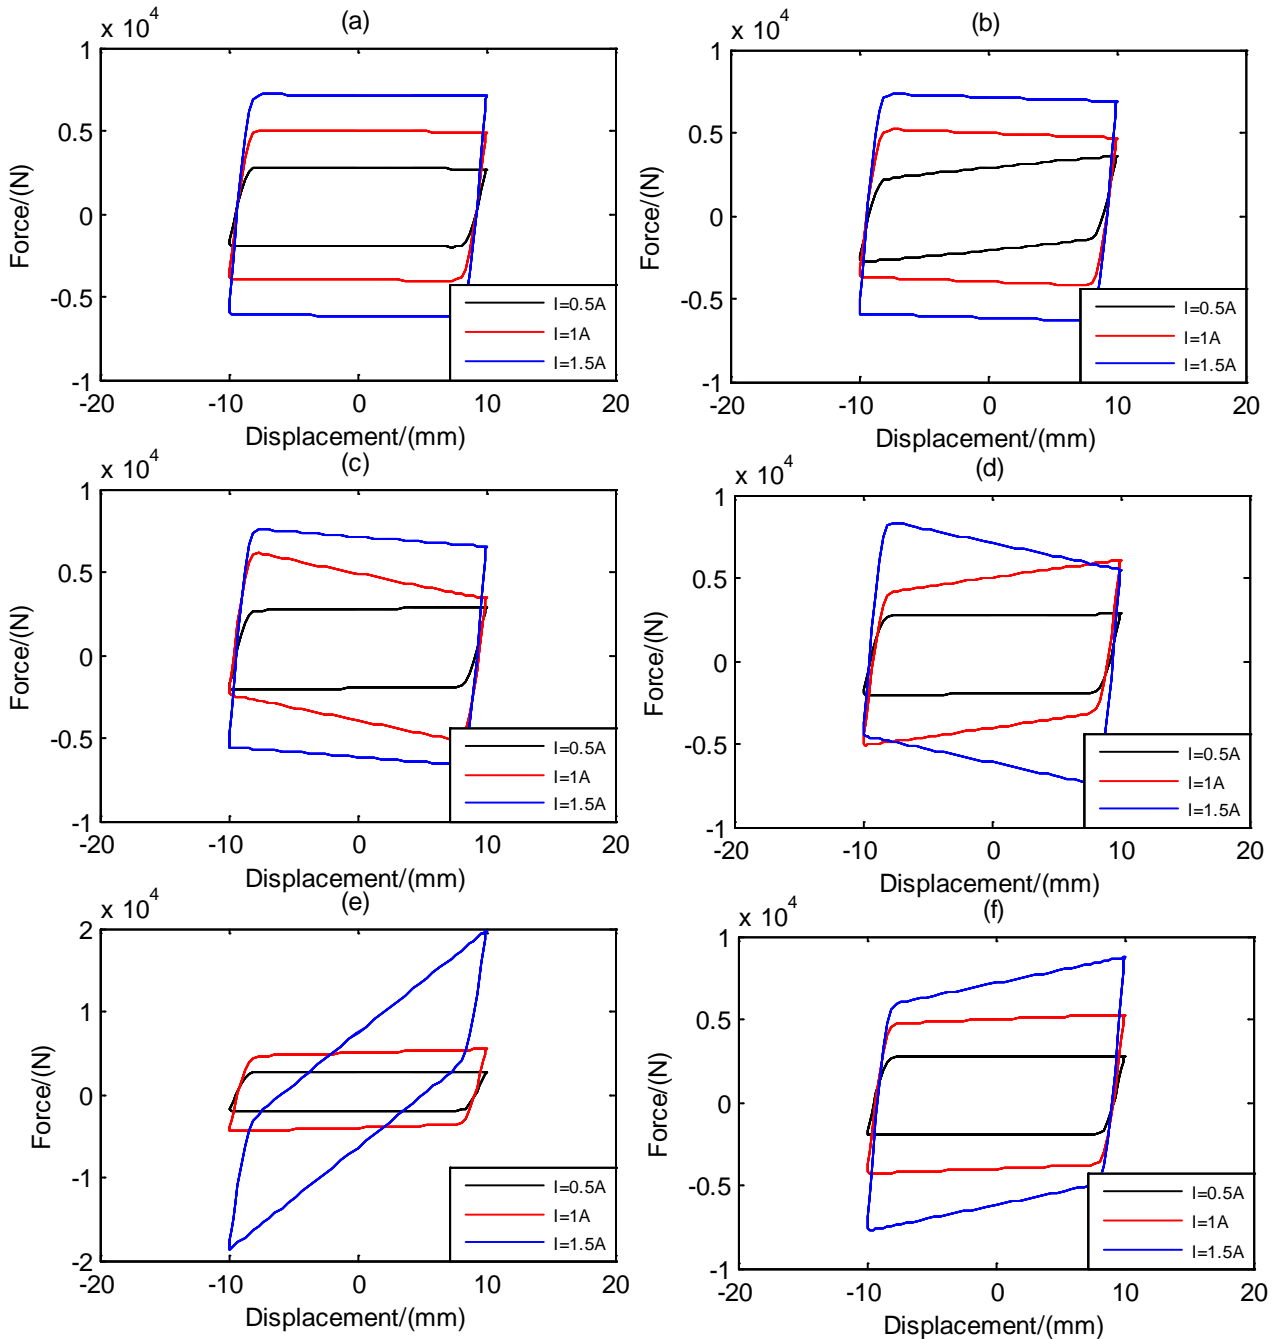 (a)
x 10^4
1
0.5
0
-0.5
-1
Force/(N)
I=0.5A
I=1A
I=1.5A
-20
-10
0
10
20
Displacement/(mm)
(b)
x 10^4
1
0.5
0
-0.5
-1
Force/(N)
I=0.5A
I=1A
I=1.5A
-20
-10
0
10
20
Displacement/(mm)
(c)
x 10^4
1
0.5
0
-0.5
-1
Force/(N)
I=0.5A
I=1A
I=1.5A
-20
-10
0
10
20
Displacement/(mm)
(d)
x 10^4
1
0.5
0
-0.5
-1
Force/(N)
I=0.5A
I=1A
I=1.5A
-20
-10
0
10
20
Displacement/(mm)
(e)
x 10^4
2
1
0
-1
-2
Force/(N)
I=0.5A
I=1A
I=1.5A
-20
-10
0
10
20
Displacement/(mm)
(f)
x 10^4
1
0.5
0
-0.5
-1
Force/(N)
I=0.5A
I=1A
I=1.5A
-20
-10
0
10
20
Displacement/(mm)